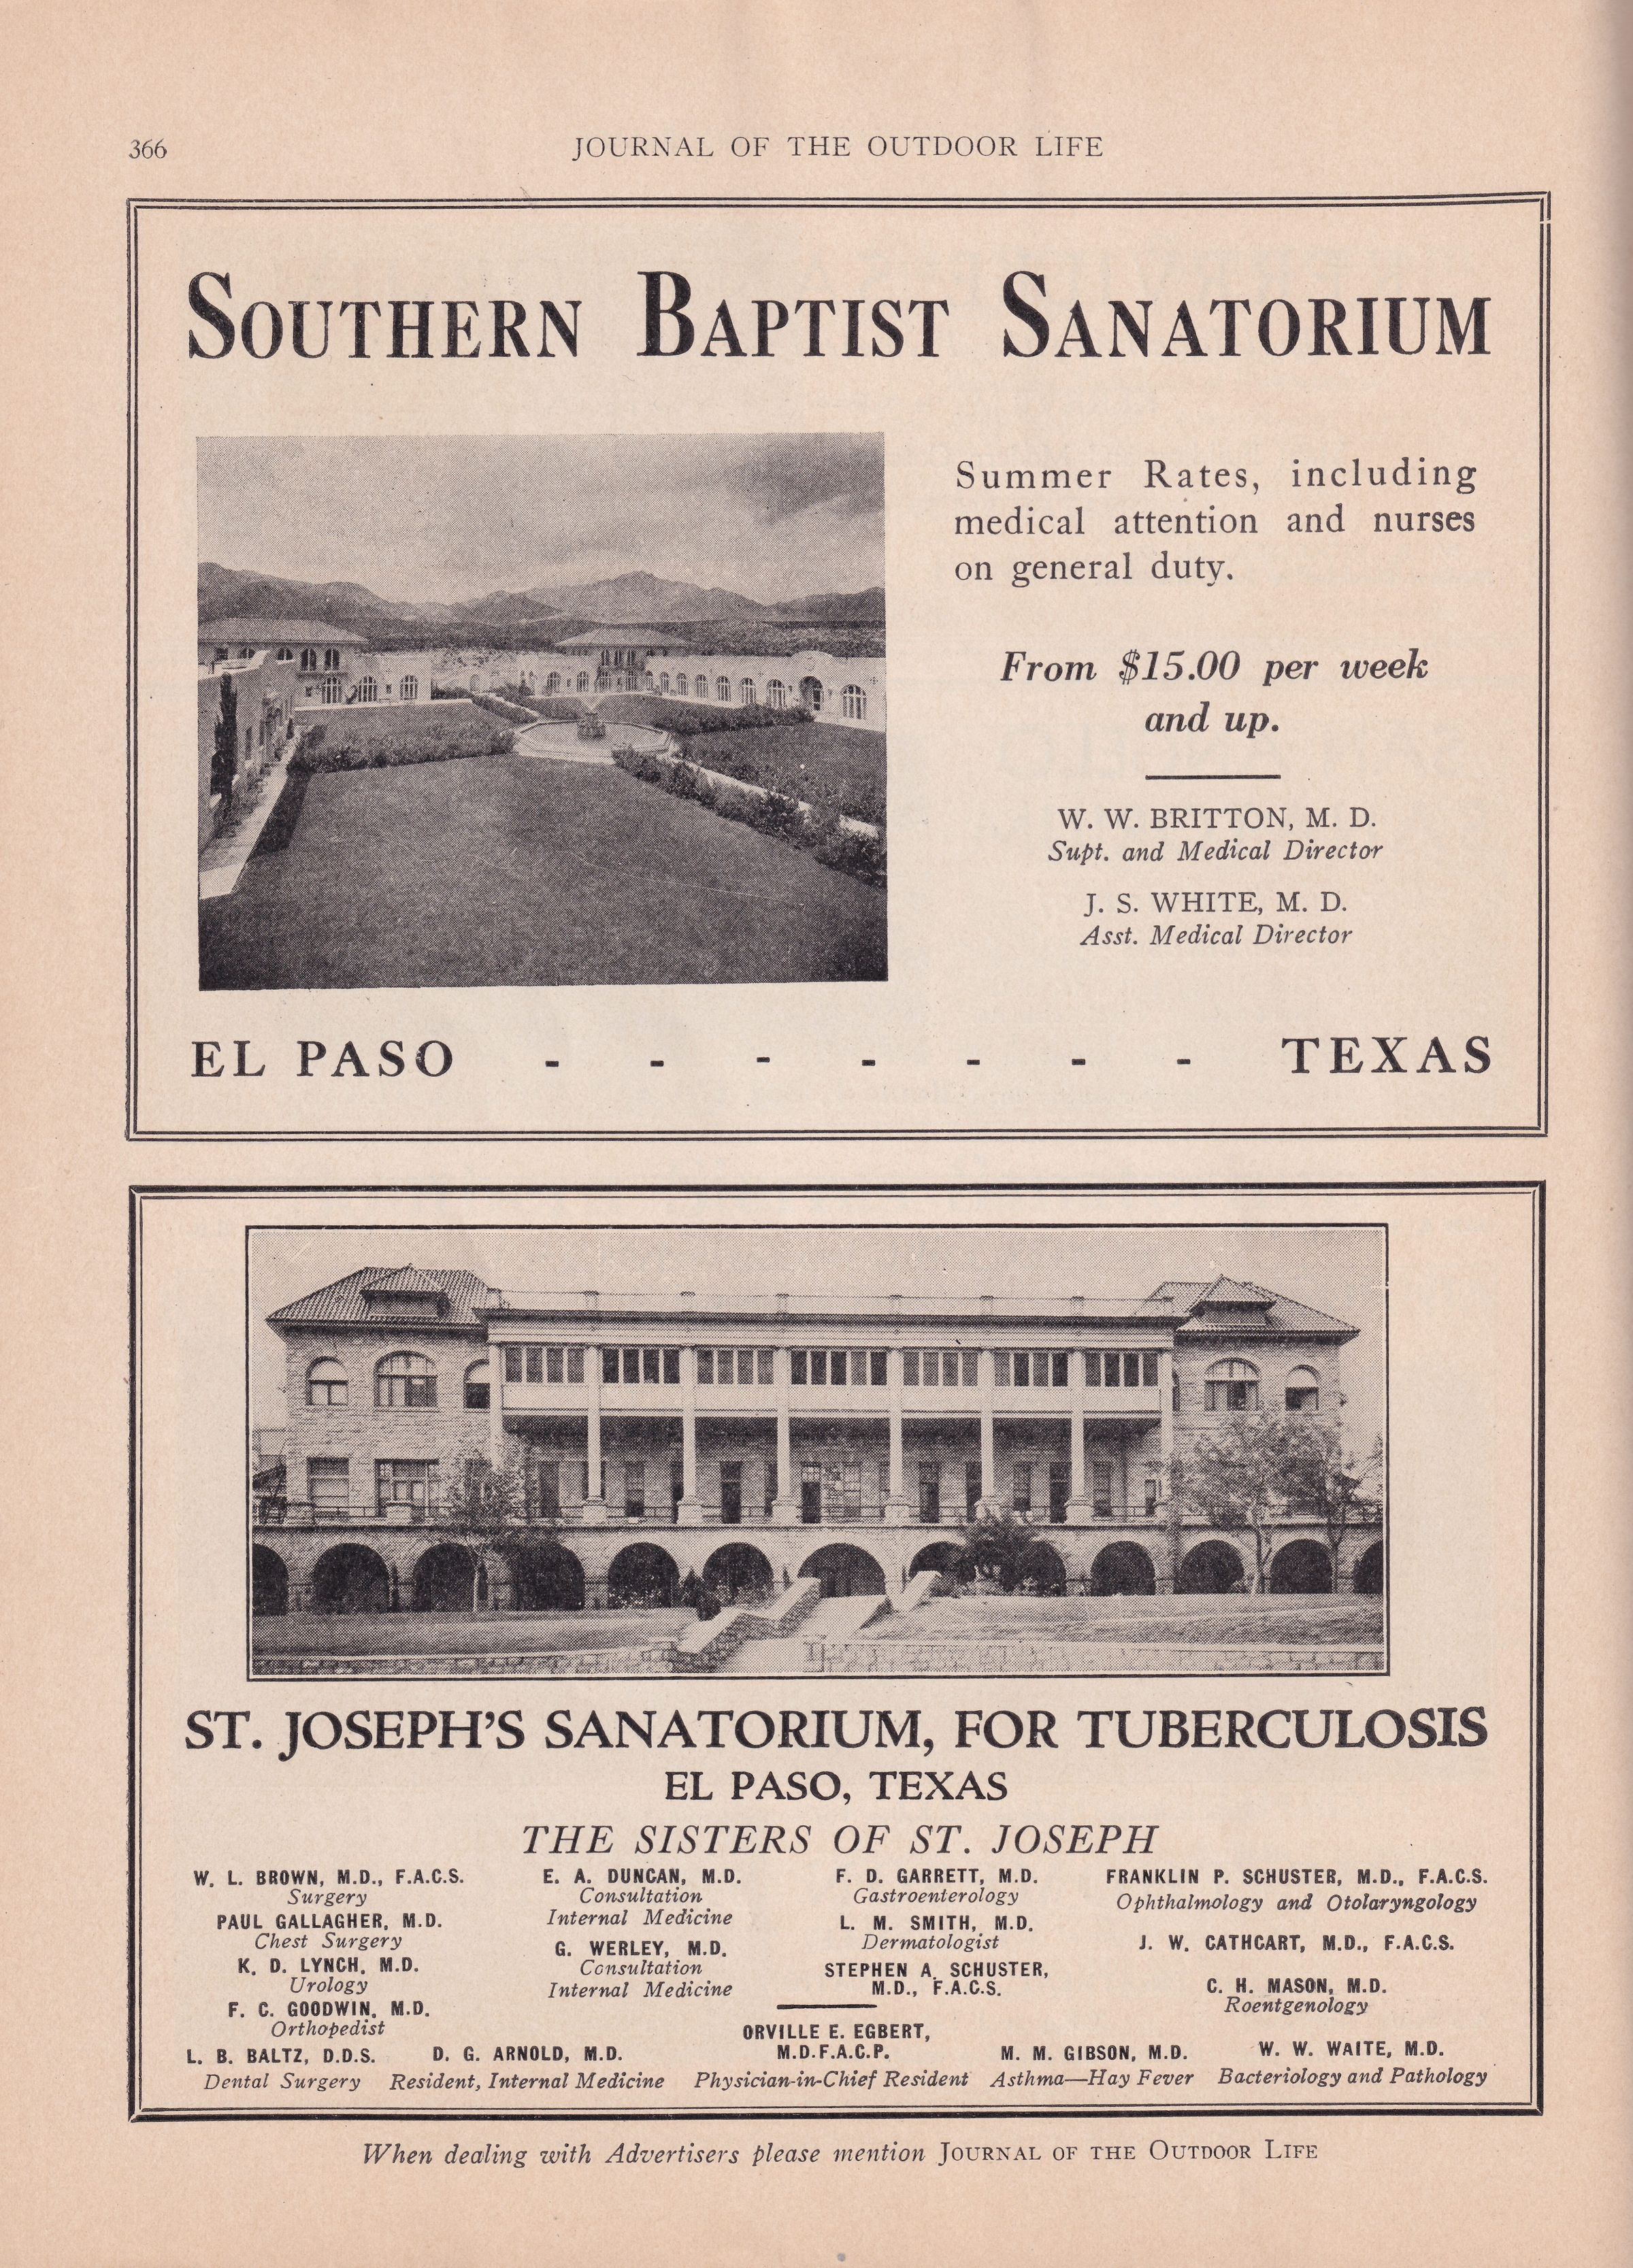 366
JOURNAL OF THE OUTDOOR LIFE
SOUTHERN BAPTIST SANATORIUM
Summer Rates, including
medical attention and nurses
on general duty.
From $15.00 per week
and up.
W. W. BRITTON, M. D.
Supt. and Medical Director
J. S. WHITE, M. D.
Asst. Medical Director
EL PASO - - - - - - - TEXAS
ST. JOSEPH'S SANATORIUM, FOR TUBERCULOSIS
EL PASO, TEXAS
THE SISTERS OF ST. JOSEPH
W. L. BROWN, M.D., F.A.C.S.
Surgery
PAUL GALLAGHER, M.D.
Chest Surgery
K. D. LYNCH, M.D.
Urology
F. C. GOODWIN, M.D.
Orthopedist
E. A. DUNCAN, M.D.
Consultation
Internal Medicine
G. WERLEY, M.D.
Consultation
Internal Medicine
F. D. GARRETT, M.D.
Gastroenterology
L. M. SMITH, M.D.
Dermatologist
STEPHEN A. SCHUSTER,
M.D., F.A.C.S.
FRANKLIN P. SCHUSTER, M.D., F.A.C.S.
Ophthalmology and Otolaryngology
J. W. CATHCART, M.D., F.A.C.S.
C. H. MASON, M.D.
Roentgenology
L. B. BALTZ, D.D.S.
Dental Surgery
D. G. ARNOLD, M.D.
Resident, Internal Medicine
ORVILLE E. EGBERT,
M.D.F.A.C.P.
Physician-in-Chief Resident
M. M. GIBSON, M.D.
Asthma—Hay Fever
W. W. WAITE, M.D.
Bacteriology and Pathology
When dealing with Advertisers please mention JOURNAL OF THE OUTDOOR LIFE